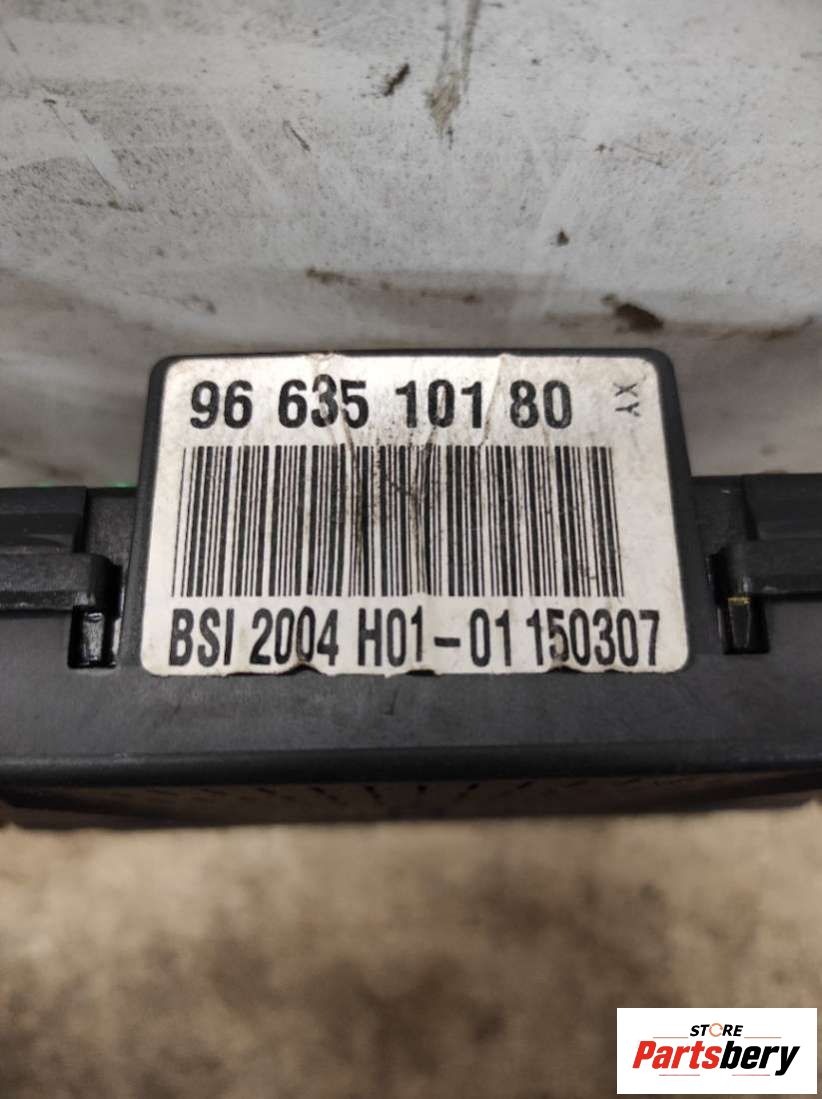 96 635 101 80
XY
BSI 2004 H01-01 150307
STORE
Partsbery